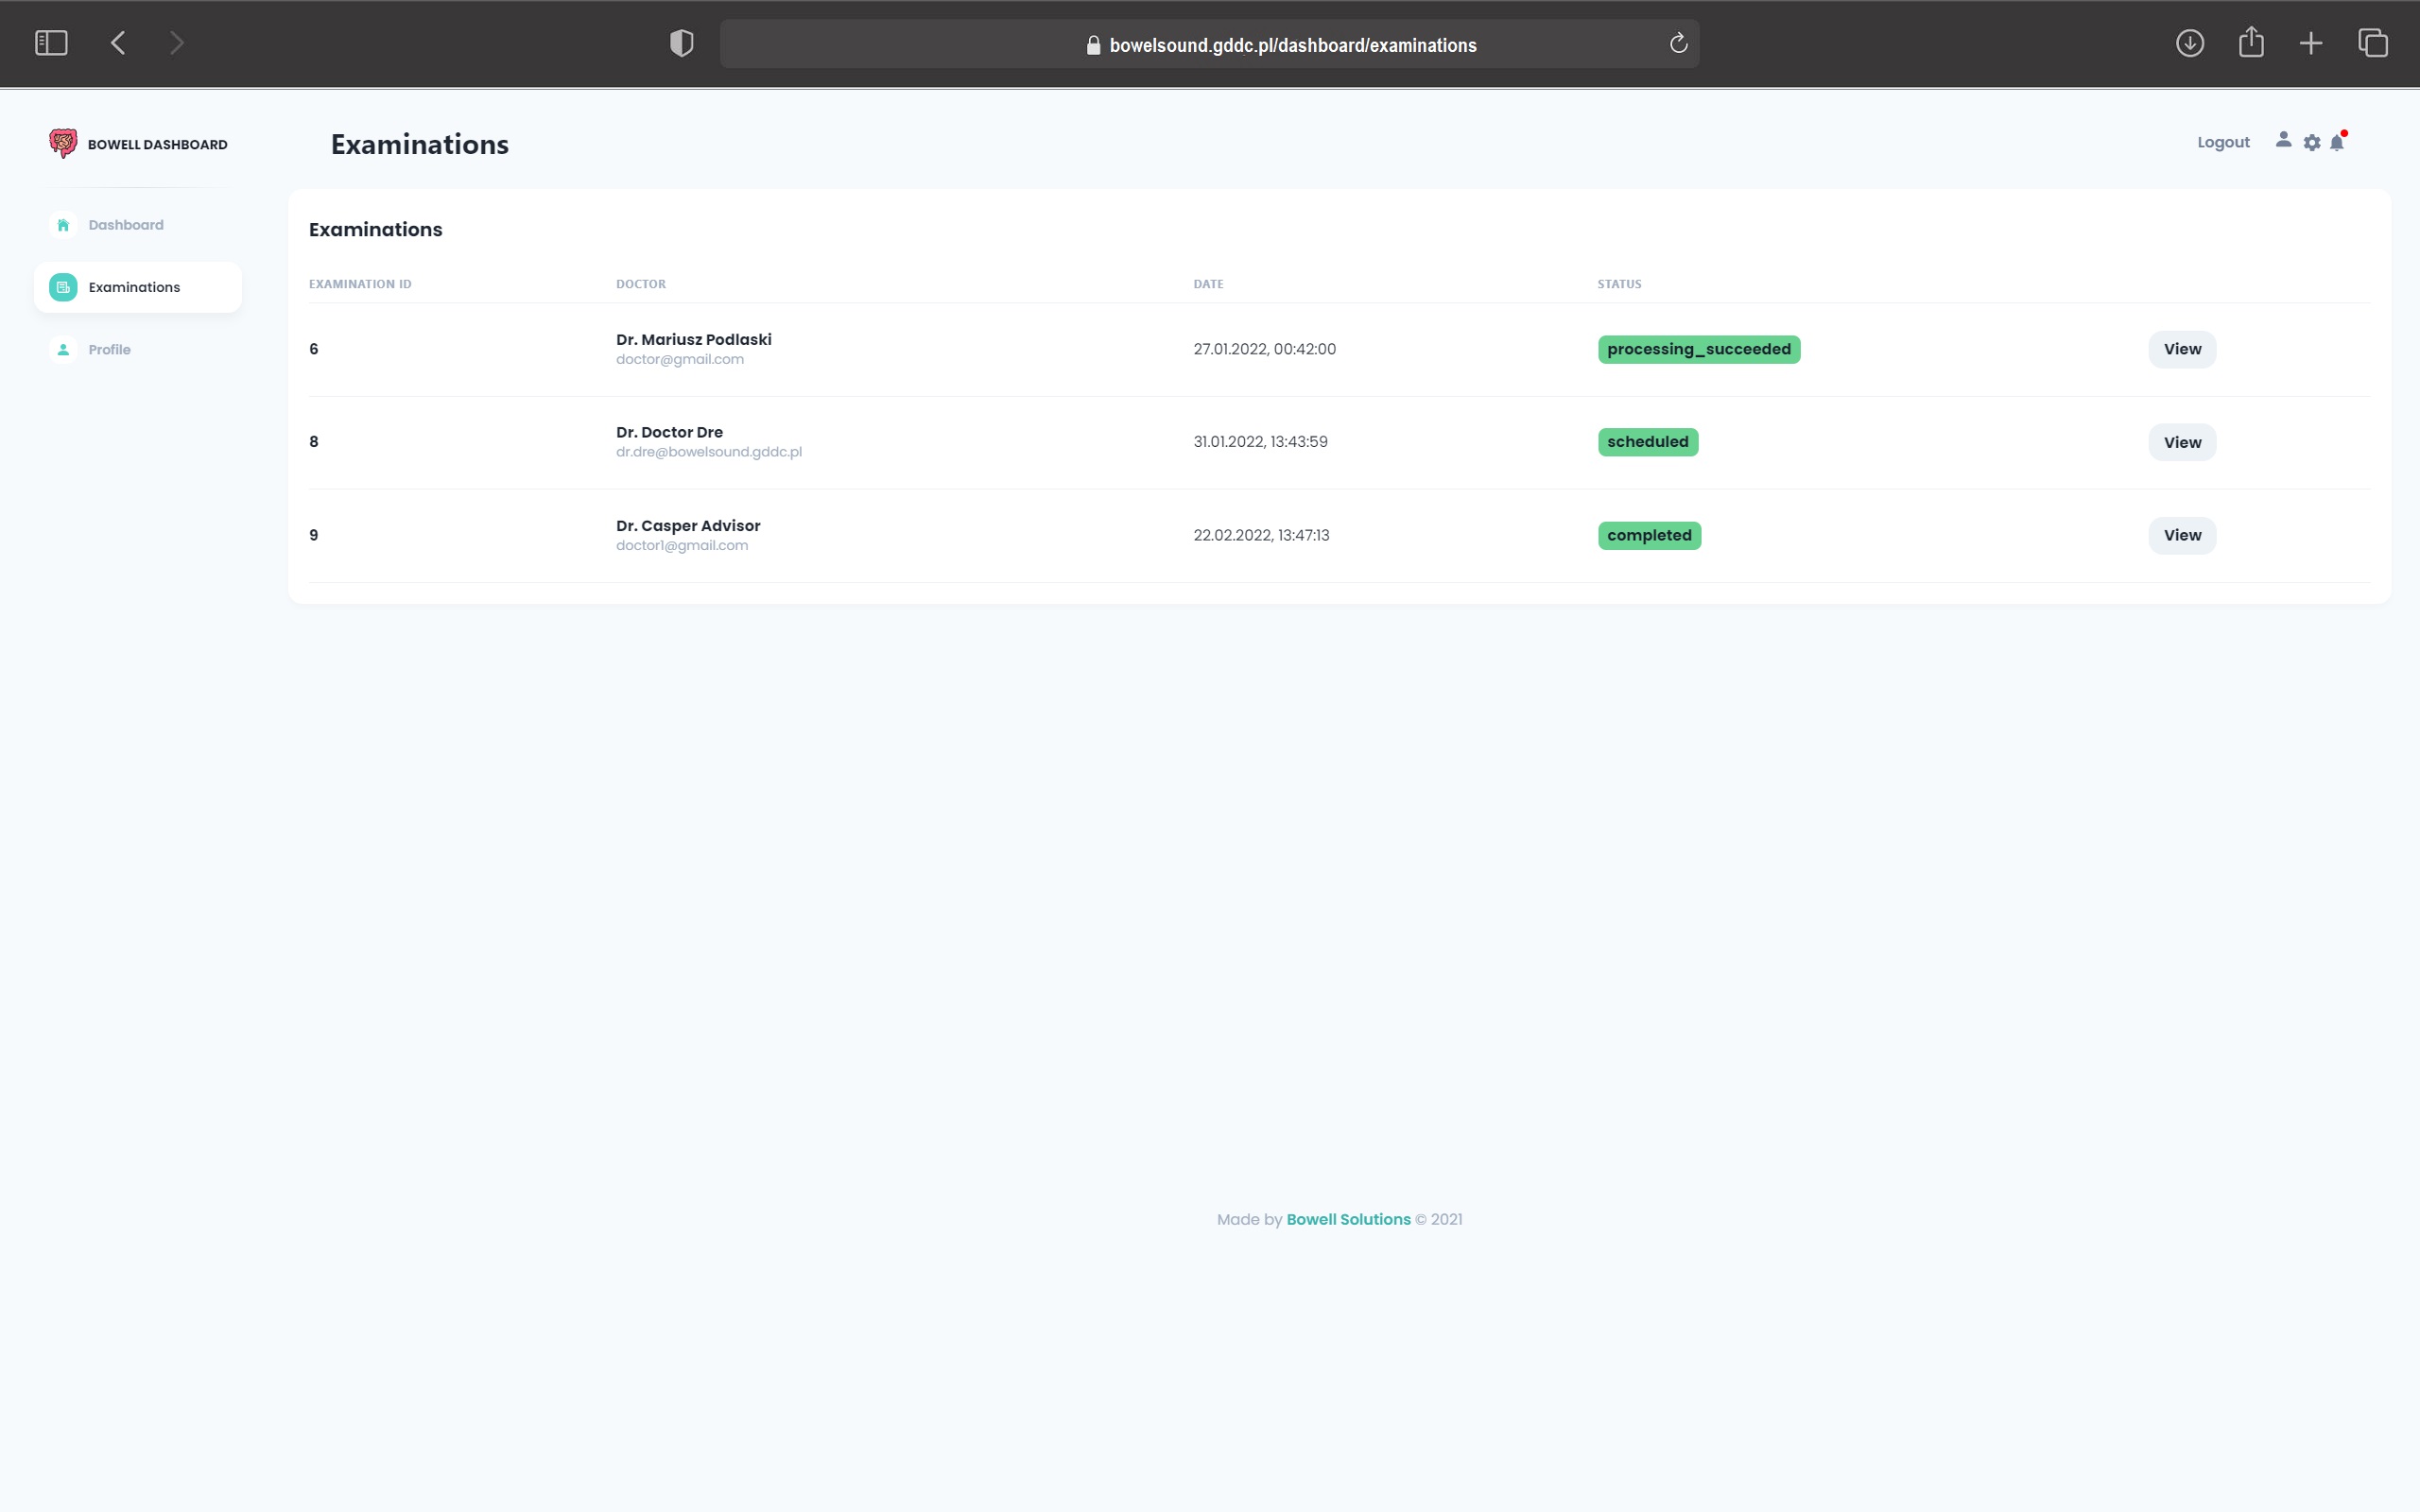 bowelsound.gddc.pl/dashboard/examinations
BOWELL DASHBOARD
Examinations
Logout
Dashboard
Examinations
Profile
Examinations
EXAMINATION ID DOCTOR DATE STATUS
6 Dr. Mariusz Podlaski 27.01.2022, 00:42:00 processing_succeeded View
doctor@gmail.com
8 Dr. Doctor Dre 31.01.2022, 13:43:59 scheduled View
dr.dre@bowelsound.gddc.pl
9 Dr. Casper Advisor 22.02.2022, 13:47:13 completed View
doctor1@gmail.com
Made by Bowell Solutions © 2021